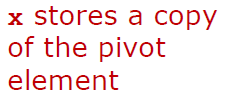 x stores a copy
of the pivot
element